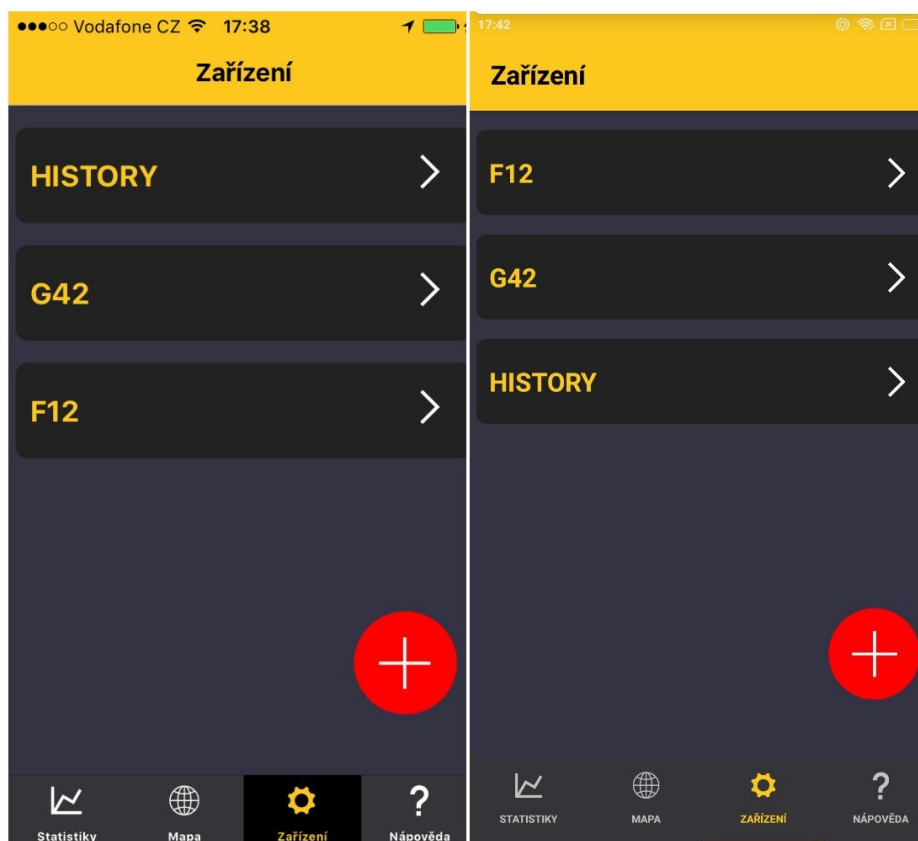 Vodafone CZ 17:38
Zařízení
HISTORY
G42
F12
Statistiky Mapa Zařízení Nápověda
17:42
Zařízení
F12
G42
HISTORY
STATISTIKY MAPA ZAŘÍZENÍ NÁPOVĚDA